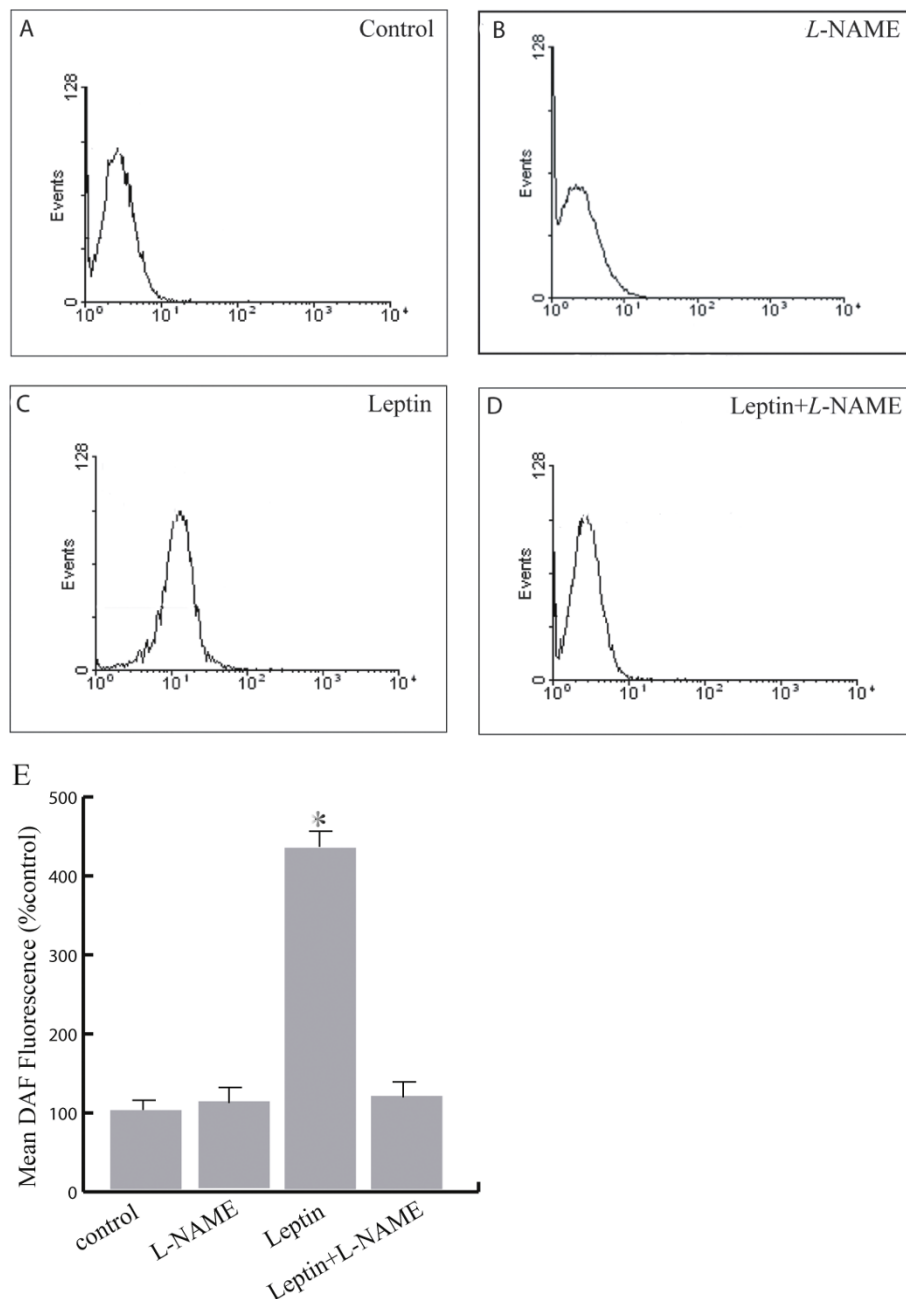 A
Control
128
Events
0
10⁰ 10¹ 10² 10³ 10⁴
B
L-NAME
128
Events
0
10⁰ 10¹ 10² 10³ 10⁴
C
Leptin
128
Events
0
10⁰ 10¹ 10² 10³ 10⁴
D
Leptin+L-NAME
128
Events
0
10⁰ 10¹ 10² 10³ 10⁴
E
Mean DAF Fluorescence (%control)
500
400
300
200
100
0
*
control
L-NAME
Leptin
Leptin+L-NAME